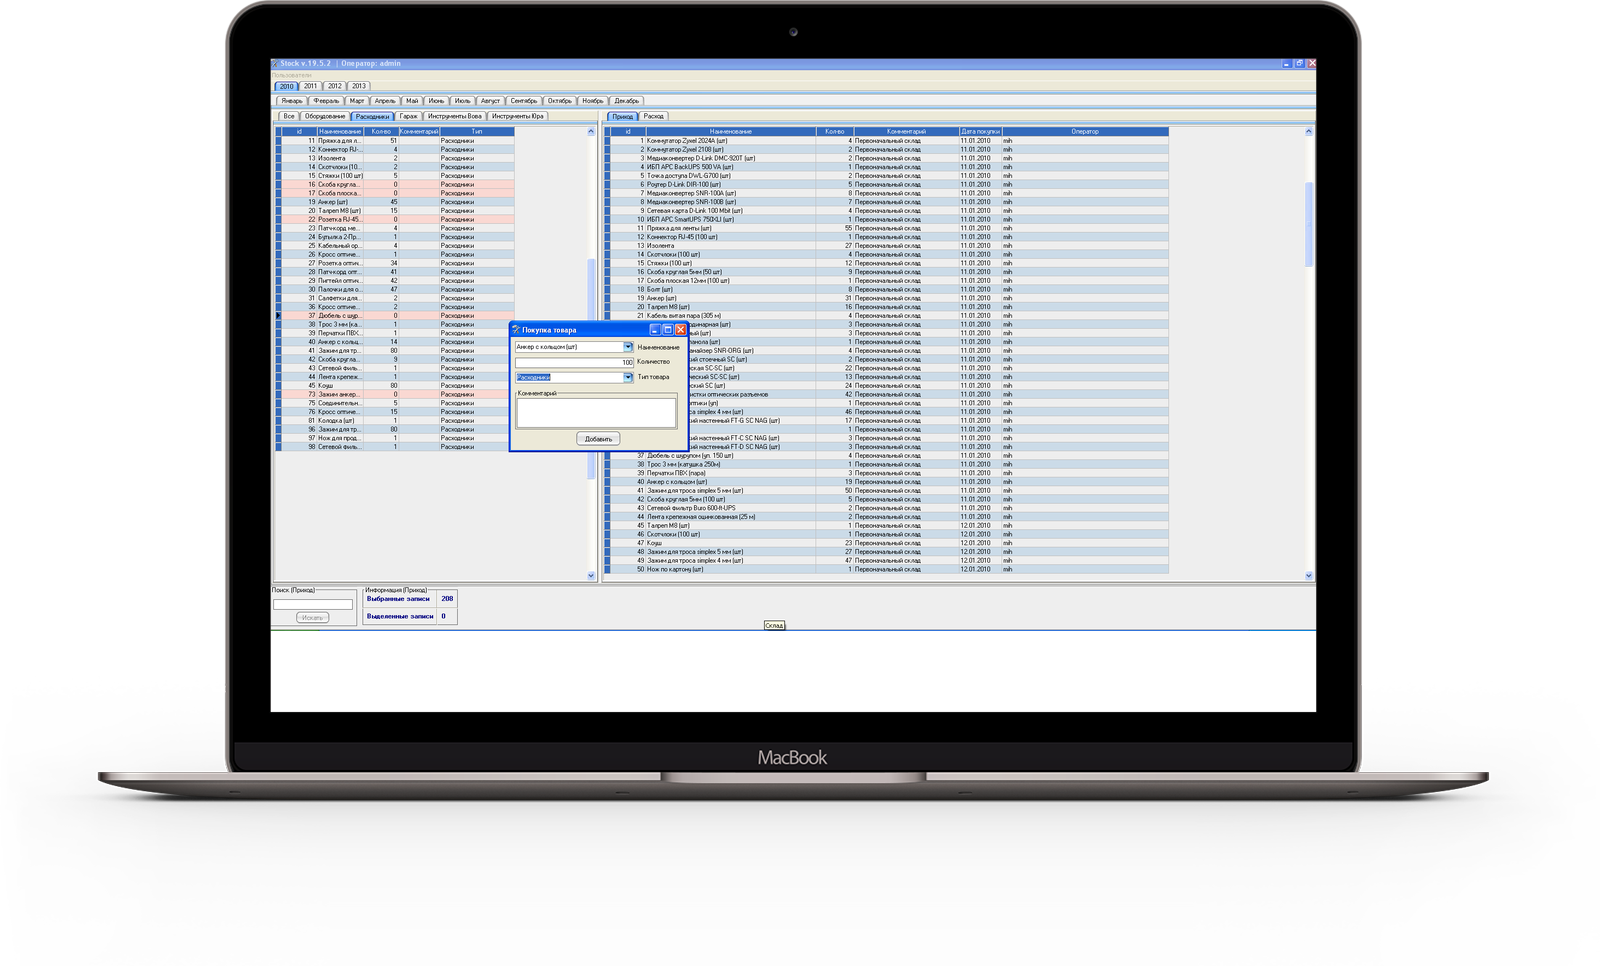 Stock v.19.5.2 | Оператор: admin
Пользователи
2010 2011 2012 2013
Январь Февраль Март Апрель Май Июнь Июль Август Сентябрь Октябрь Ноябрь Декабрь
Все Оборудование Расходники Гараж Инструменты Вова Инструменты Юра
id Наименование Кол-во Комментарий Тип
11 Пряжка для л... 51 Расходники
12 Коннектор RJ-... 4 Расходники
13 Изолента 2 Расходники
14 Скотчлоки (10... 2 Расходники
15 Стяжки (100 шт) 5 Расходники
16 Скоба кругла... 0 Расходники
17 Скоба плоска... 0 Расходники
19 Анкер (шт) 45 Расходники
20 Талреп М8 (шт) 15 Расходники
22 Розетка RJ-45... 0 Расходники
23 Патч-корд ме... 4 Расходники
24 Бутылка 2-Пр... 1 Расходники
25 Кабельный ор... 4 Расходники
26 Кросс оптиче... 1 Расходники
27 Розетка оптич... 34 Расходники
28 Патч-корд опт... 41 Расходники
29 Пигтейл оптич... 42 Расходники
30 Палочки для о... 47 Расходники
31 Салфетки для... 2 Расходники
36 Кросс оптиче... 2 Расходники
37 Дюбель с шур... 0 Расходники
38 Трос 3 мм (ка... 1 Расходники
39 Перчатки ПВХ... 1 Расходники
40 Анкер с кольц... 14 Расходники
41 Зажим для тр... 80 Расходники
42 Скоба кругла... 9 Расходники
43 Сетевой фил... 1 Расходники
44 Лента крепеж... 1 Расходники
45 Коуш 80 Расходники
73 Зажим анкер... 0 Расходники
75 Соединительн... 5 Расходники
76 Кросс оптиче... 15 Расходники
81 Колодка (шт) 1 Расходники
96 Зажим для тр... 80 Расходники
97 Нож для прод... 1 Расходники
98 Сетевой филь... 1 Расходники
Приход Расход
id Наименование Кол-во Комментарий Дата покупки Оператор
1 Коммутатор Zyxel 2024A (шт) 4 Первоначальный склад 11.01.2010 mih
2 Коммутатор Zyxel 2108 (шт) 2 Первоначальный склад 11.01.2010 mih
3 Медиаконвертер D-Link DMC-920T (шт) 2 Первоначальный склад 11.01.2010 mih
4 ИБП APC BackUPS 500 VA (шт) 1 Первоначальный склад 11.01.2010 mih
5 Точка доступа DWL-G700 (шт) 2 Первоначальный склад 11.01.2010 mih
6 Роутер D-Link DIR-100 (шт) 5 Первоначальный склад 11.01.2010 mih
7 Медиаконвертер SNR-100A (шт) 8 Первоначальный склад 11.01.2010 mih
8 Медиаконвертер SNR-100B (шт) 7 Первоначальный склад 11.01.2010 mih
9 Сетевая карта D-Link 100 Mbit (шт) 4 Первоначальный склад 11.01.2010 mih
10 ИБП APC SmartUPS 750XLI (шт) 1 Первоначальный склад 11.01.2010 mih
11 Пряжка для ленты (шт) 55 Первоначальный склад 11.01.2010 mih
12 Коннектор RJ-45 (100 шт) 1 Первоначальный склад 11.01.2010 mih
13 Изолента 27 Первоначальный склад 11.01.2010 mih
14 Скотчлоки (100 шт) 4 Первоначальный склад 11.01.2010 mih
15 Стяжки (100 шт) 12 Первоначальный склад 11.01.2010 mih
16 Скоба круглая 5мм (50 шт) 9 Первоначальный склад 11.01.2010 mih
17 Скоба плоская 12мм (100 шт) 1 Первоначальный склад 11.01.2010 mih
18 Болт (шт) 8 Первоначальный склад 11.01.2010 mih
19 Анкер (шт) 31 Первоначальный склад 11.01.2010 mih
20 Талреп М8 (шт) 16 Первоначальный склад 11.01.2010 mih
21 Кабель витая пара (305 м) 4 Первоначальный склад 11.01.2010 mih
динарная (шт) 3 Первоначальный склад 11.01.2010 mih
ый (шт) 3 Первоначальный склад 11.01.2010 mih
панола (шт) 1 Первоначальный склад 11.01.2010 mih
анайзер SNR-ORG (шт) 4 Первоначальный склад 11.01.2010 mih
кий стоечный SC (шт) 2 Первоначальный склад 11.01.2010 mih
ская SC-SC (шт) 22 Первоначальный склад 11.01.2010 mih
ческий SC-SC (шт) 13 Первоначальный склад 11.01.2010 mih
ский SC (шт) 24 Первоначальный склад 11.01.2010 mih
истки оптических разъемов 42 Первоначальный склад 11.01.2010 mih
оптики (уп) 1 Первоначальный склад 11.01.2010 mih
са simplex 4 мм (шт) 46 Первоначальный склад 11.01.2010 mih
кий настенный FT-G SC NAG (шт) 17 Первоначальный склад 11.01.2010 mih
1 Первоначальный склад 11.01.2010 mih
кий настенный FT-C SC NAG (шт) 3 Первоначальный склад 11.01.2010 mih
кий настенный FT-D SC NAG (шт) 3 Первоначальный склад 11.01.2010 mih
37 Дюбель с шурупом (уп. 150 шт) 4 Первоначальный склад 11.01.2010 mih
38 Трос 3 мм (катушка 250м) 1 Первоначальный склад 11.01.2010 mih
39 Перчатки ПВХ (пара) 3 Первоначальный склад 11.01.2010 mih
40 Анкер с кольцом (шт) 19 Первоначальный склад 11.01.2010 mih
41 Зажим для троса simplex 5 мм (шт) 50 Первоначальный склад 11.01.2010 mih
42 Скоба круглая 5мм (100 шт) 5 Первоначальный склад 11.01.2010 mih
43 Сетевой фильтр Buro 600-ft-UPS 2 Первоначальный склад 11.01.2010 mih
44 Лента крепежная оцинкованная (25 м) 2 Первоначальный склад 11.01.2010 mih
45 Талреп М8 (шт) 1 Первоначальный склад 12.01.2010 mih
46 Скотчлоки (100 шт) 1 Первоначальный склад 12.01.2010 mih
47 Коуш 23 Первоначальный склад 12.01.2010 mih
48 Зажим для троса simplex 5 мм (шт) 27 Первоначальный склад 12.01.2010 mih
49 Зажим для троса simplex 4 мм (шт) 47 Первоначальный склад 12.01.2010 mih
50 Нож по картону (шт) 1 Первоначальный склад 12.01.2010 mih
Покупка товара
Анкер с кольцом (шт) Наименование
100 Количество
Расходники Тип товара
Комментарий
Добавить
Поиск (Приход)
Искать
Информация (Приход)
Выбранные записи 208
Выделенные записи 0
Склад
MacBook